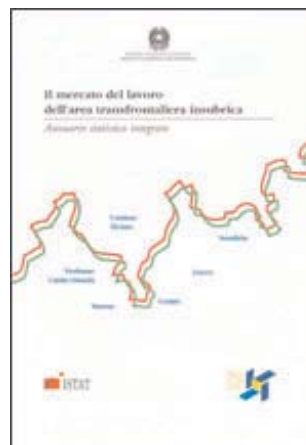 Il mercato del lavoro
dell'area transfrontaliera insubrica
Annuario statistico integrato
Cantone
Ticino
Sondrio
Verbano
Cusio Ossola
Lecco
Varese
Como
istat